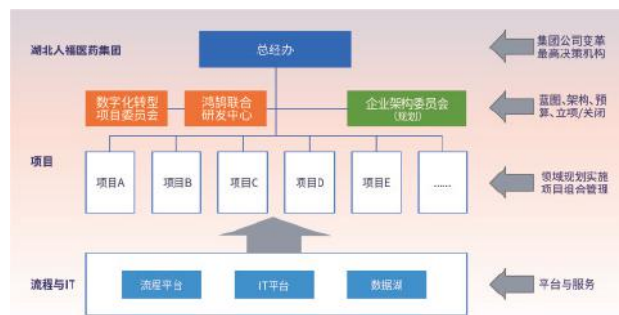 湖北人福医药集团
总经办
集团公司变革
最高决策机构
数字化转型
项目委员会
鸿鹄联合
研发中心
企业架构委员会
(规划)
蓝图、架构、预
算、立项/关闭
项目
项目A
项目B
项目C
项目D
项目E
……
领域规划实施
项目组合管理
流程与IT
流程平台
IT平台
数据湖
平台与服务